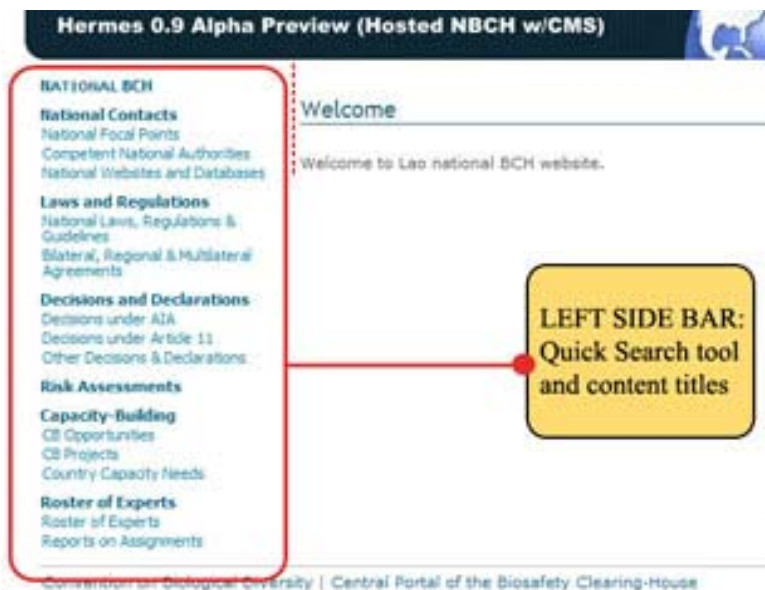 Hermes 0.9 Alpha Preview (Hosted NBCH w/CMS)
NATIONAL BCH
National Contacts
National Focal Points
Competent National Authorities
National Websites and Databases
Laws and Regulations
National Laws, Regulations &
Guidelines
Bilateral, Regional & Multilateral
Agreements
Decisions and Declarations
Decisions under AIA
Decisions under Article 11
Other Decisions & Declarations
Risk Assessments
Capacity-Building
CB Opportunities
CB Projects
Country Capacity Needs
Roster of Experts
Roster of Experts
Reports on Assignments
Welcome
Welcome to Lao national BCH website.
LEFT SIDE BAR:
Quick Search tool
and content titles
Convention on Biological Diversity | Central Portal of the Biosafety Clearing-House